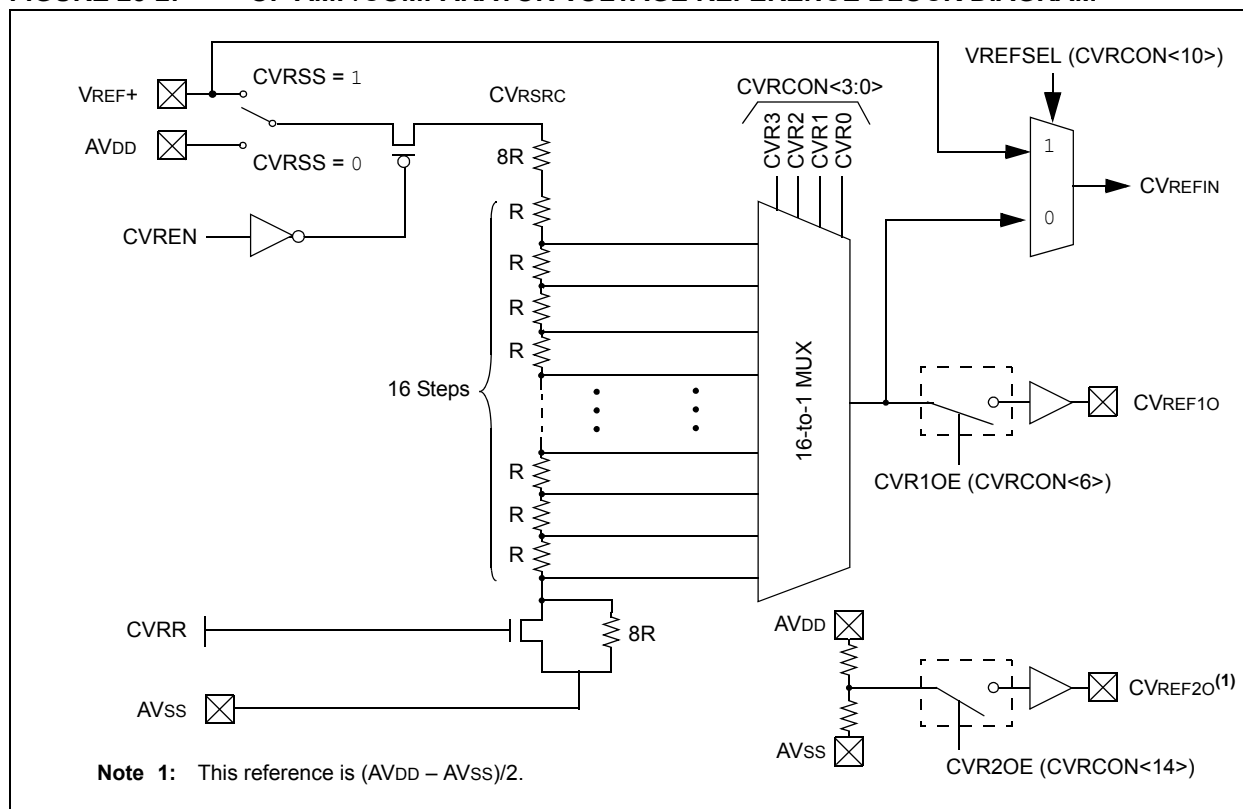 VREF+
CVRSS = 1
AVDD
CVRSS = 0
CVREN
CVRSRC
8R
R
R
R
R
16 Steps
R
R
R
CVRR
8R
AVSS
CVRCON<3:0>
CVR3
CVR2
CVR1
CVR0
16-to-1 MUX
VREFSEL (CVRCON<10>)
1
0
CVREFIN
CVREF1O
CVR1OE (CVRCON<6>)
AVDD
AVSS
CVREF2O(1)
CVR2OE (CVRCON<14>)
Note 1: This reference is (AVDD – AVSS)/2.